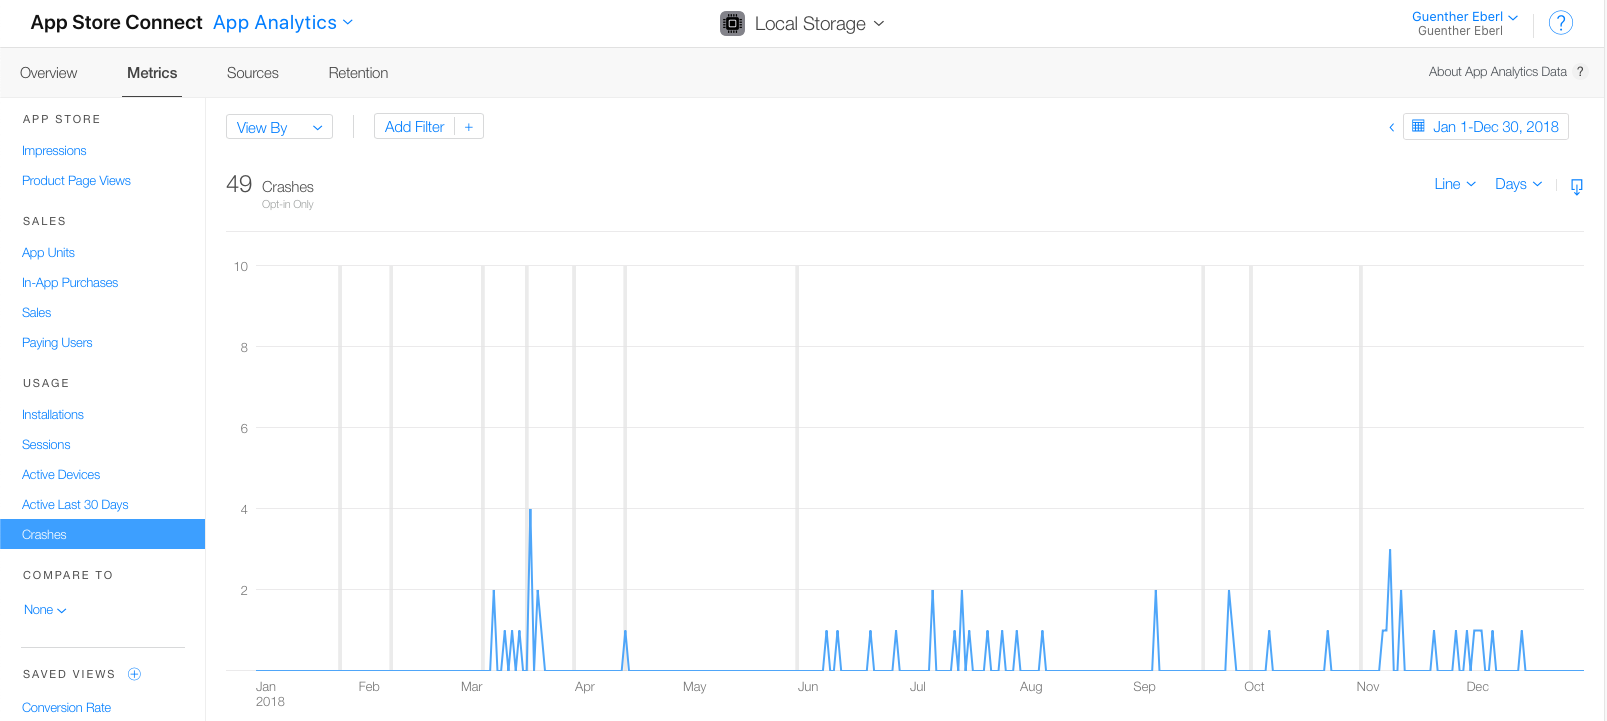 App Store Connect App Analytics
Local Storage
Guenther Eberl
Guenther Eberl
?
Overview
Metrics
Sources
Retention
About App Analytics Data ?
APP STORE
Impressions
Product Page Views
SALES
App Units
In-App Purchases
Sales
Paying Users
USAGE
Installations
Sessions
Active Devices
Active Last 30 Days
Crashes
COMPARE TO
None
SAVED VIEWS
Conversion Rate
View By
Add Filter +
Jan 1-Dec 30, 2018
49 Crashes
Opt-in Only
Line
Days
10
8
6
4
2
Jan Feb Mar Apr May Jun Jul Aug Sep Oct Nov Dec
2018